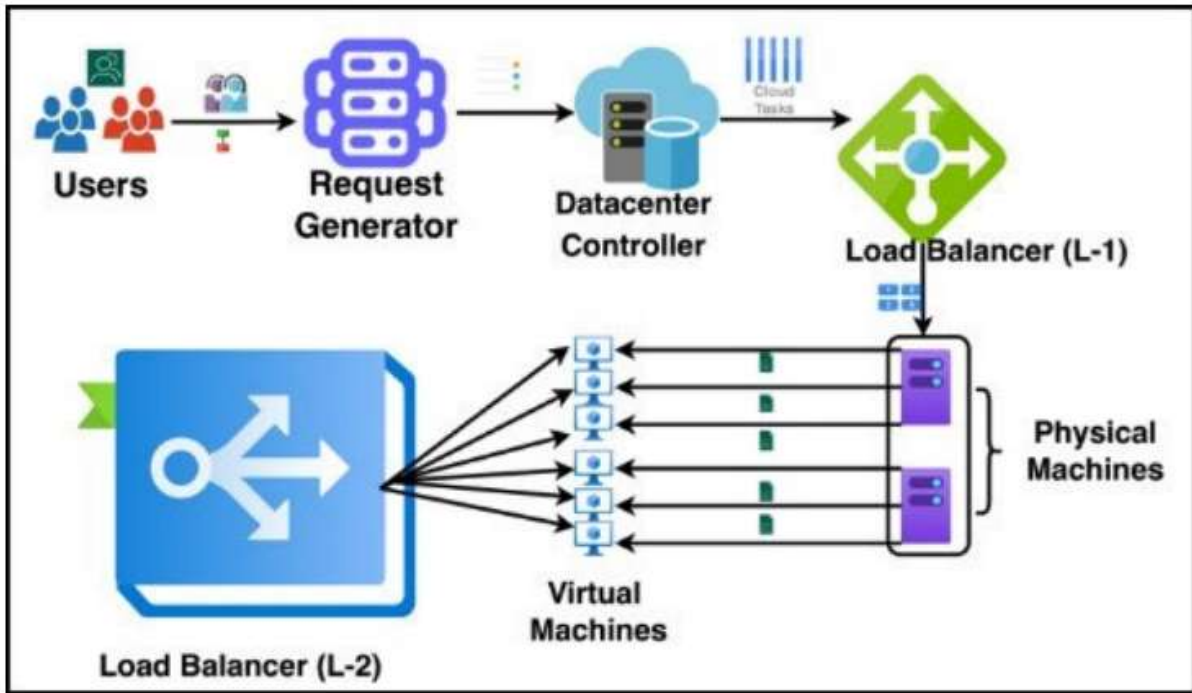 Users
Request
Generator
Datacenter
Controller
Cloud
Tasks
Load Balancer (L-1)
Physical
Machines
Virtual
Machines
Load Balancer (L-2)